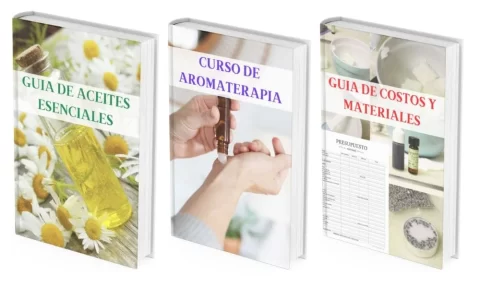 GUIA DE ACEITES
ESENCIALES
CURSO DE
AROMATERAPIA
GUIA DE COSTOS Y
MATERIALES
PRESUPUESTO